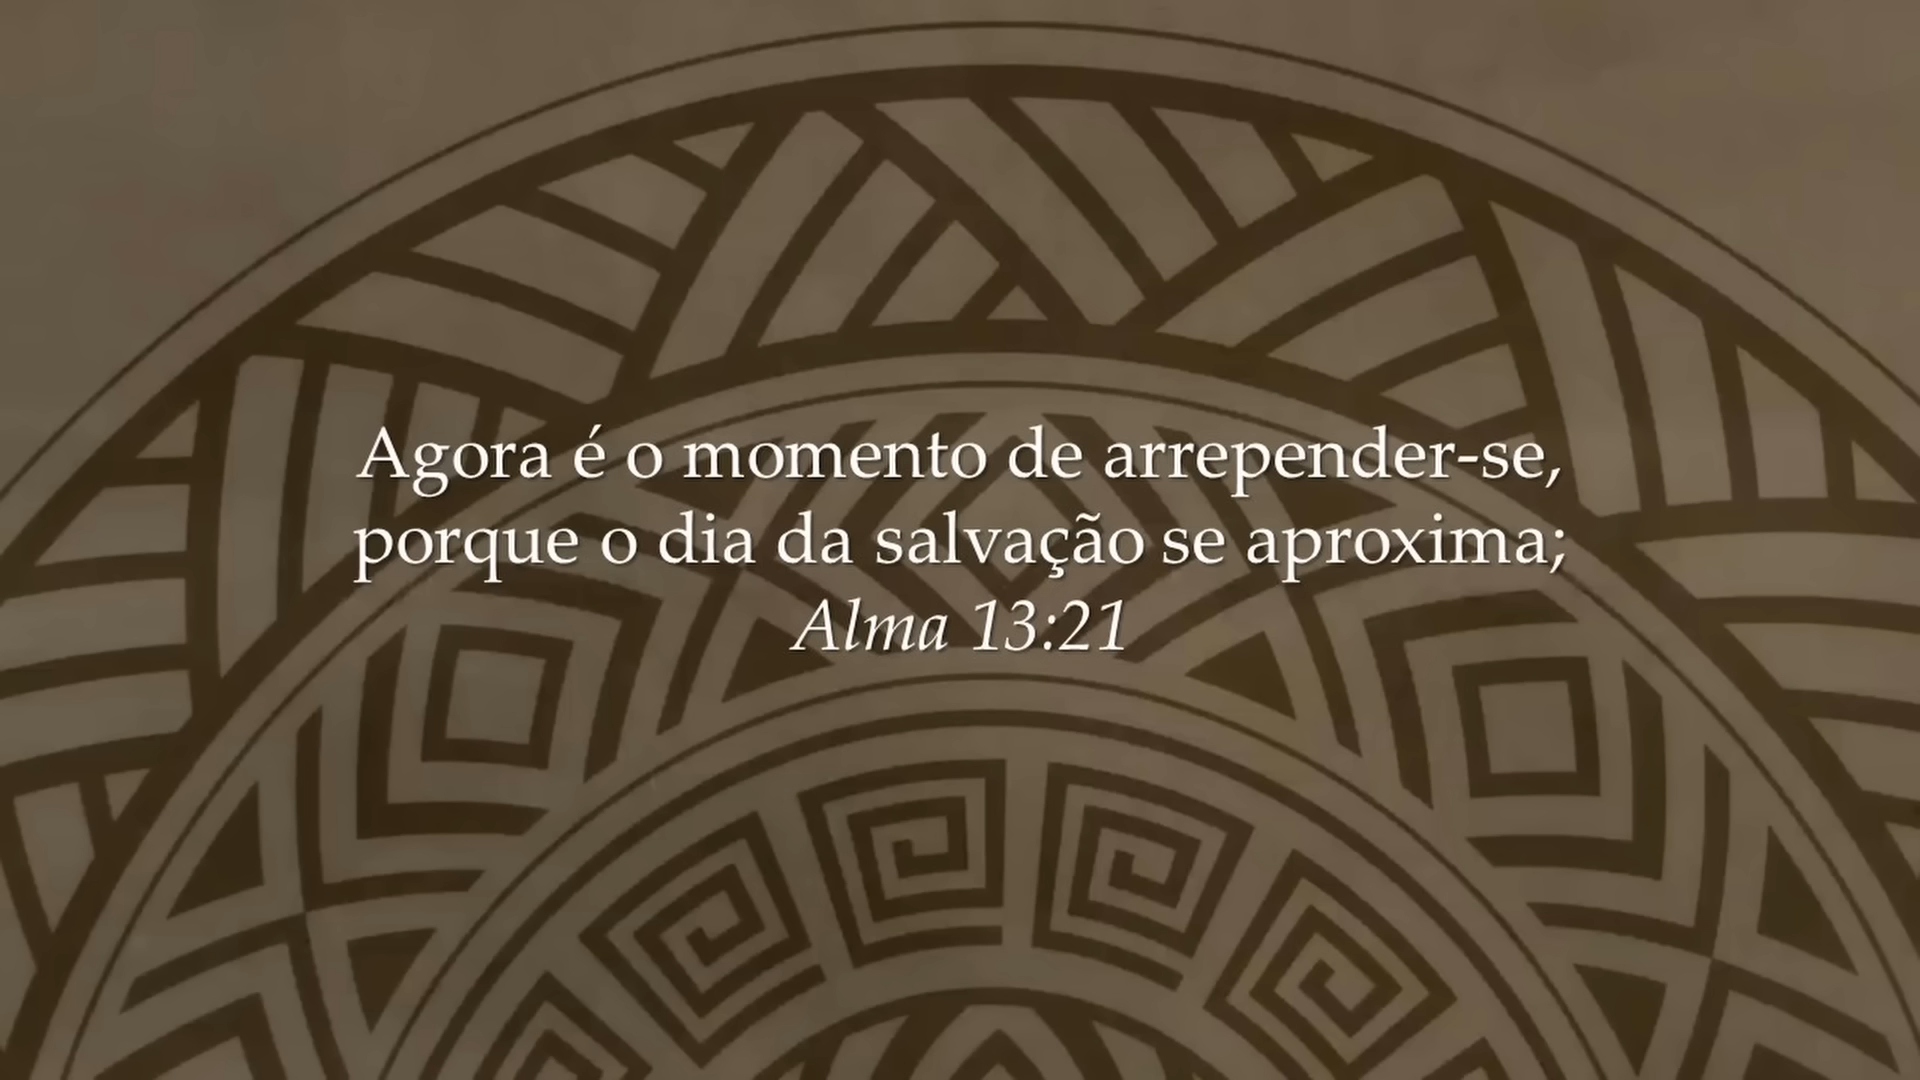 Agora é o momento de arrepender-se,
porque o dia da salvação se aproxima;
Alma 13:21